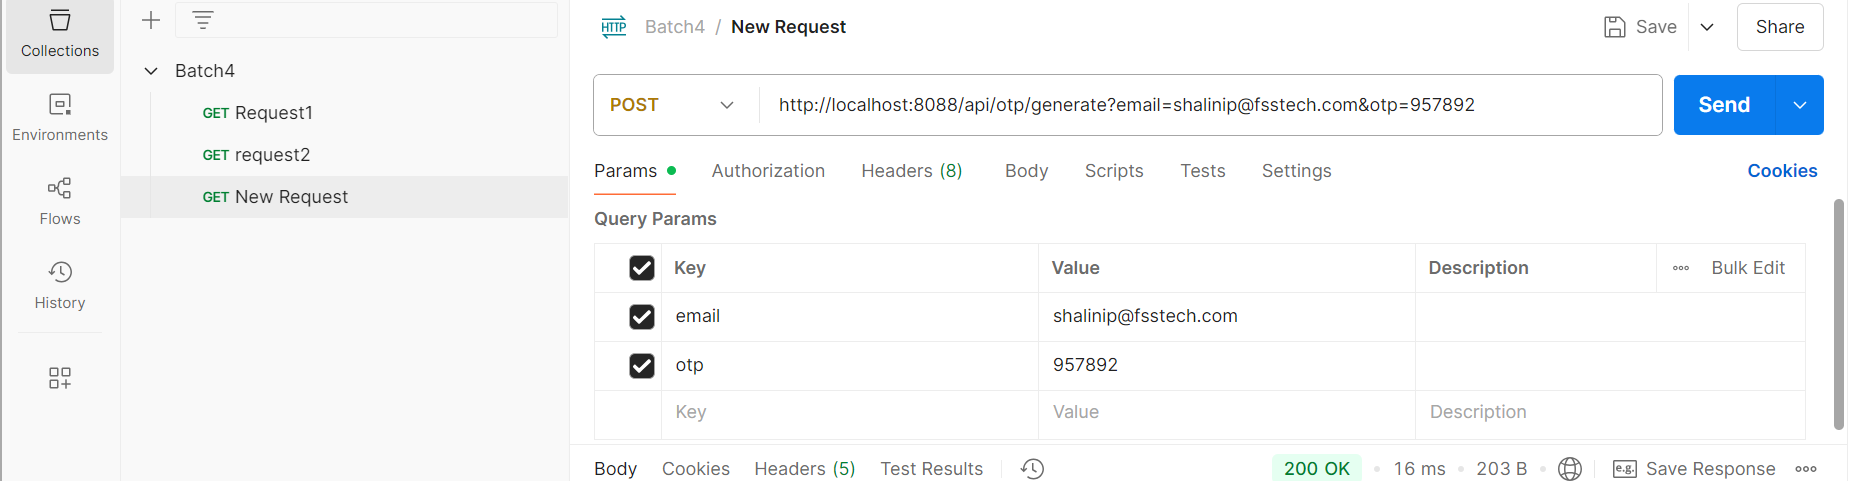 Collections
Environments
Flows
History
Batch4
GET Request1
GET request2
GET New Request
HTTP Batch4 / New Request
Save
Share
POST http://localhost:8088/api/otp/generate?email=shalinip@fsstech.com&otp=957892
Send
Params Authorization Headers (8) Body Scripts Tests Settings Cookies
Query Params
Key Value Description Bulk Edit
email shalinip@fsstech.com
otp 957892
Key Value Description
Body Cookies Headers (5) Test Results 200 OK 16 ms 203 B e.g. Save Response